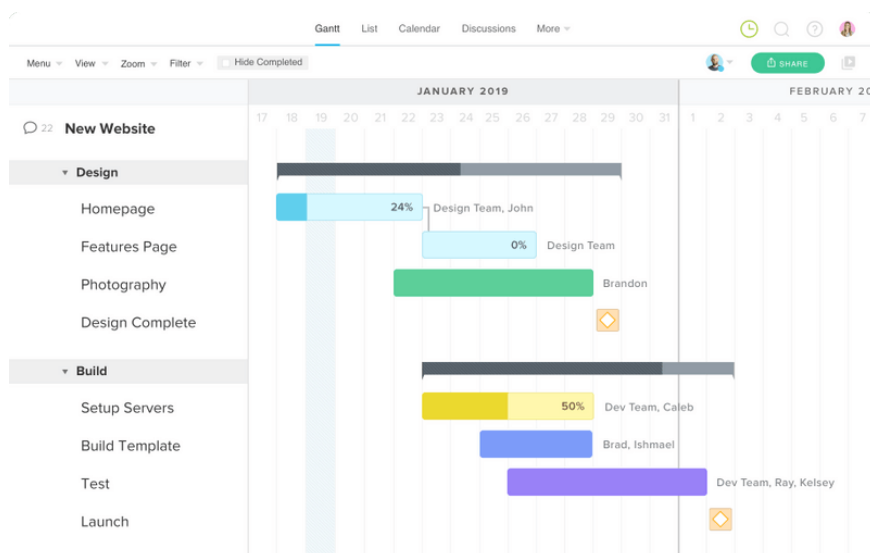 Gantt List Calendar Discussions More
Menu View Zoom Filter Hide Completed SHARE
JANUARY 2019 FEBRUARY 20
17 18 19 20 21 22 23 24 25 26 27 28 29 30 31 1 2 3 4 5 6 7
22 New Website
Design
Homepage 24% Design Team, John
Features Page 0% Design Team
Photography Brandon
Design Complete
Build
Setup Servers 50% Dev Team, Caleb
Build Template Brad, Ishmael
Test Dev Team, Ray, Kelsey
Launch